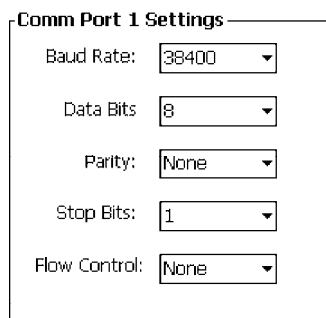 Comm Port 1 Settings
Baud Rate: 38400
Data Bits 8
Parity: None
Stop Bits: 1
Flow Control: None